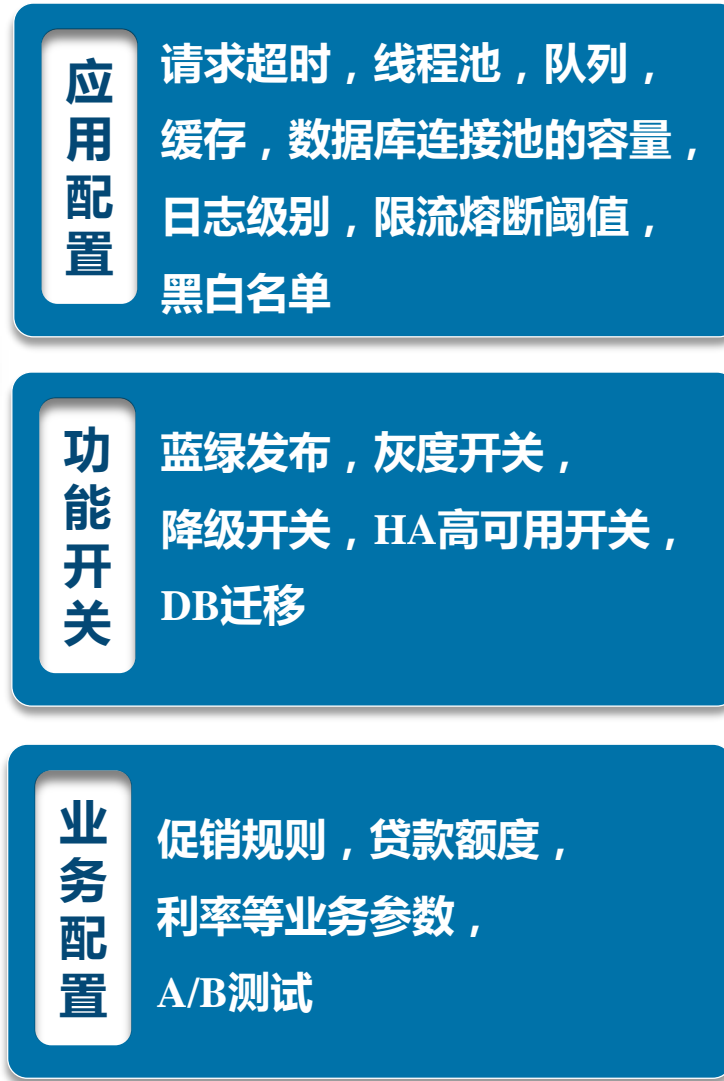 应用配置
请求超时，线程池，队列，
缓存，数据库连接池的容量，
日志级别，限流熔断阈值，
黑白名单
功能开关
蓝绿发布，灰度开关，
降级开关，HA高可用开关，
DB迁移
业务配置
促销规则，贷款额度，
利率等业务参数，
A/B测试